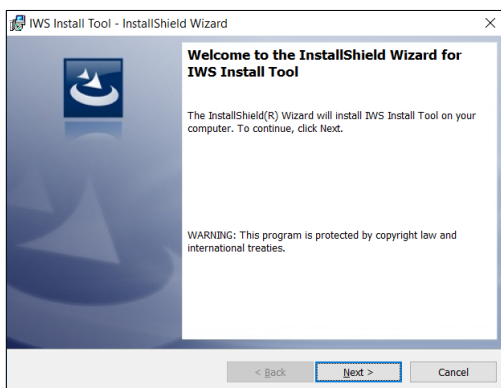 IWS Install Tool - InstallShield Wizard
Welcome to the InstallShield Wizard for
IWS Install Tool
The InstallShield(R) Wizard will install IWS Install Tool on your
computer. To continue, click Next.
WARNING: This program is protected by copyright law and
international treaties.
< Back Next > Cancel